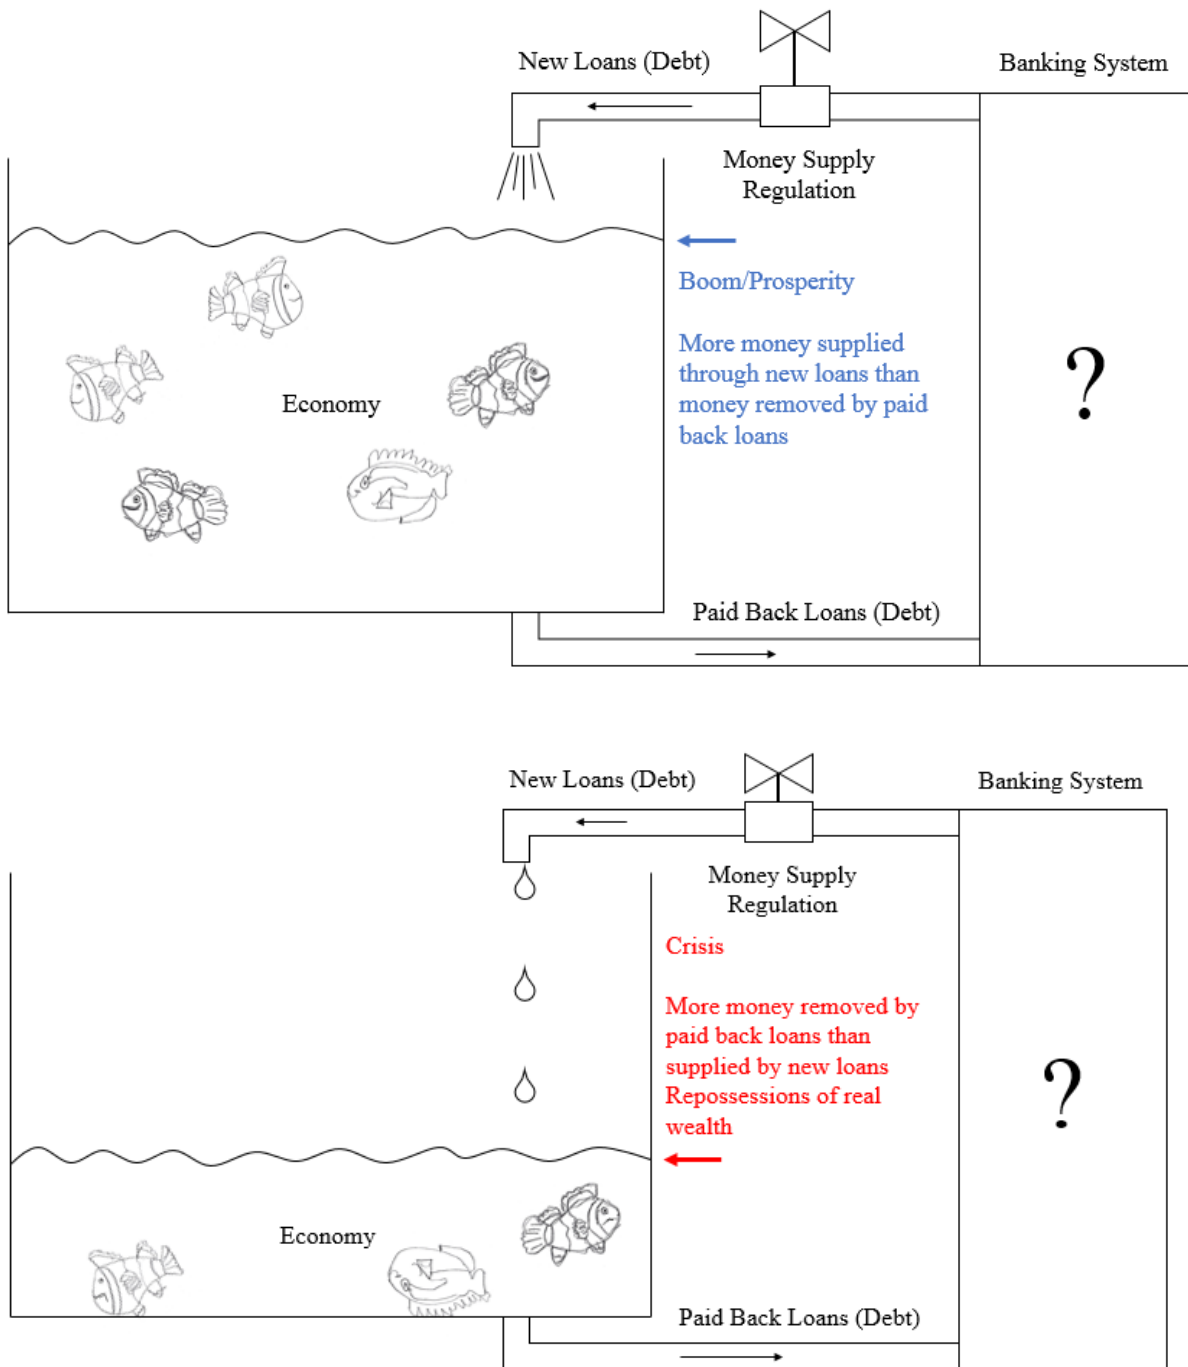 New Loans (Debt)
Banking System
Money Supply
Regulation
Boom/Prosperity
More money supplied
through new loans than
money removed by paid
back loans
Economy
?
Paid Back Loans (Debt)
New Loans (Debt)
Banking System
Money Supply
Regulation
Crisis
More money removed by
paid back loans than
supplied by new loans
Repossessions of real
wealth
?
Economy
Paid Back Loans (Debt)